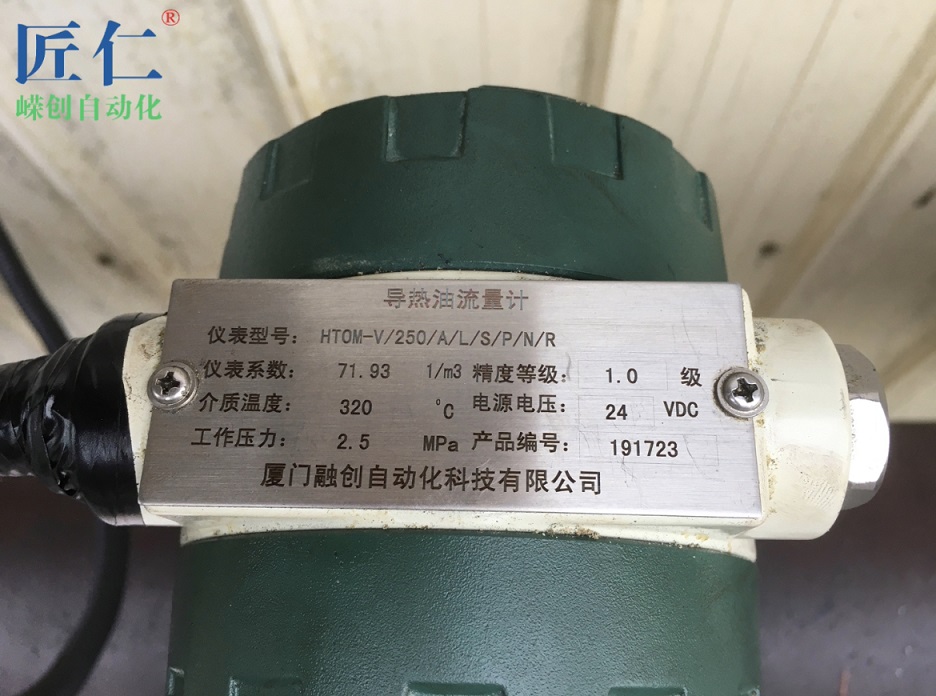 匠仁®
嵘创自动化
导热油流量计
仪表型号: HTOM-V/250/A/L/S/P/N/R
仪表系数: 71.93 1/m3 精度等级: 1.0 级
介质温度: 320 ℃ 电源电压: 24 VDC
工作压力: 2.5 MPa 产品编号: 191723
厦门融创自动化科技有限公司